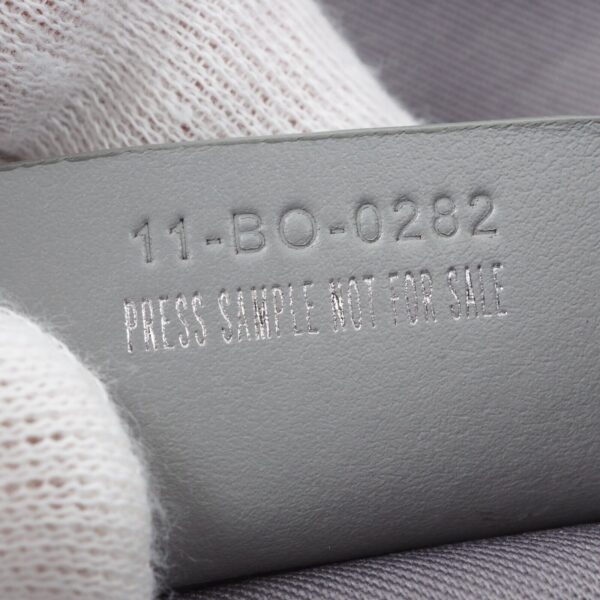 11-BO-0282
PRESS SAMPLE NOT FOR SALE